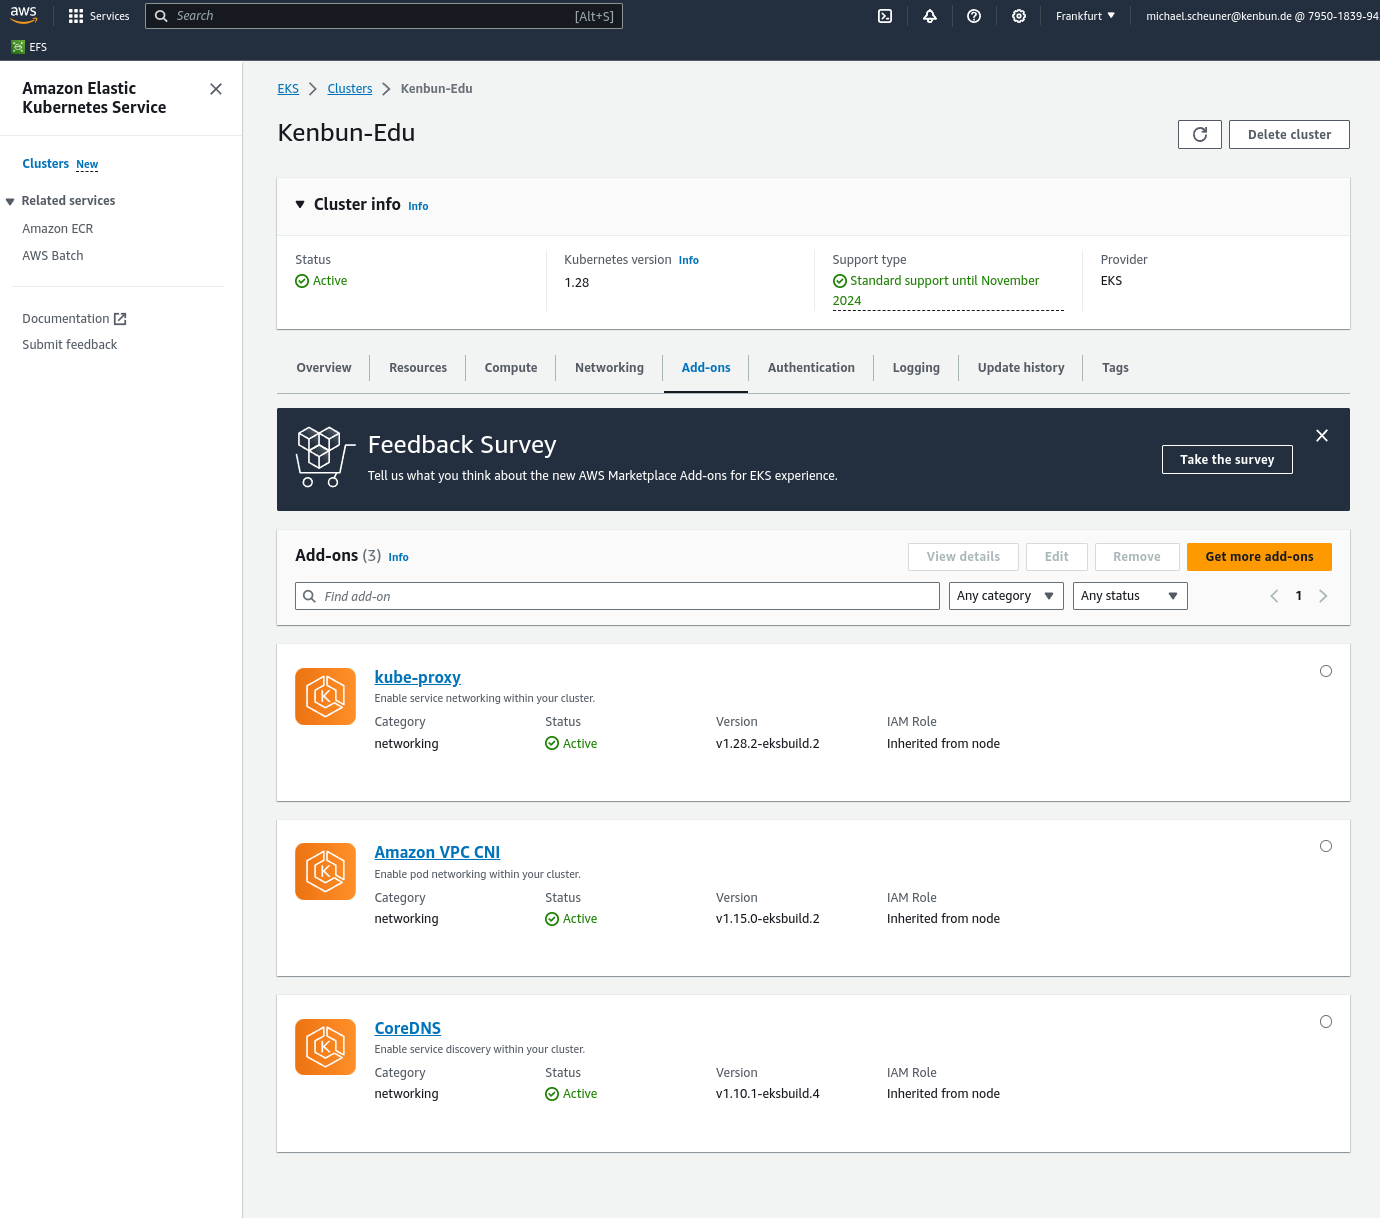 aws
Services
Search
[Alt+S]
Frankfurt
michael.scheuner@kenbun.de @ 7950-1839-94
EFS
Amazon Elastic
Kubernetes Service
Clusters New
Related services
Amazon ECR
AWS Batch
Documentation
Submit feedback
EKS
Clusters
Kenbun-Edu
Kenbun-Edu
Delete cluster
Cluster info Info
Status
Active
Kubernetes version Info
1.28
Support type
Standard support until November
2024
Provider
EKS
Overview
Resources
Compute
Networking
Add-ons
Authentication
Logging
Update history
Tags
Feedback Survey
Tell us what you think about the new AWS Marketplace Add-ons for EKS experience.
Take the survey
Add-ons (3) Info
View details
Edit
Remove
Get more add-ons
Find add-on
Any category
Any status
1
kube-proxy
Enable service networking within your cluster.
Category
Status
Version
IAM Role
networking
Active
v1.28.2-eksbuild.2
Inherited from node
Amazon VPC CNI
Enable pod networking within your cluster.
Category
Status
Version
IAM Role
networking
Active
v1.15.0-eksbuild.2
Inherited from node
CoreDNS
Enable service discovery within your cluster.
Category
Status
Version
IAM Role
networking
Active
v1.10.1-eksbuild.4
Inherited from node